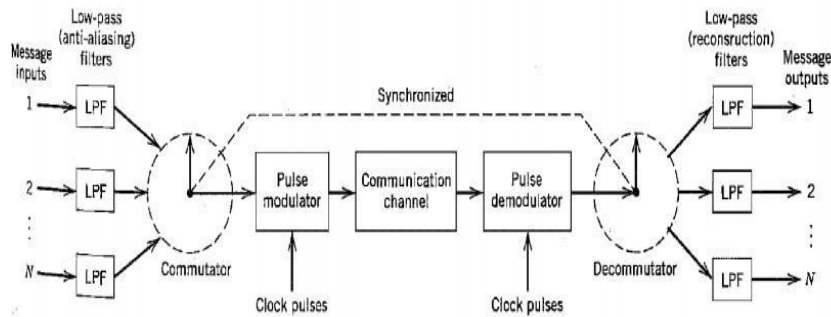 Low-pass
(anti-aliasing)
filters
Message
inputs
1
LPF
2
LPF
⋮
N
LPF
Commutator
Synchronized
Pulse
modulator
Clock pulses
Communication
channel
Pulse
demodulator
Clock pulses
Decommutator
Low-pass
(reconsruction)
filters
Message
outputs
LPF
1
LPF
2
⋮
LPF
N